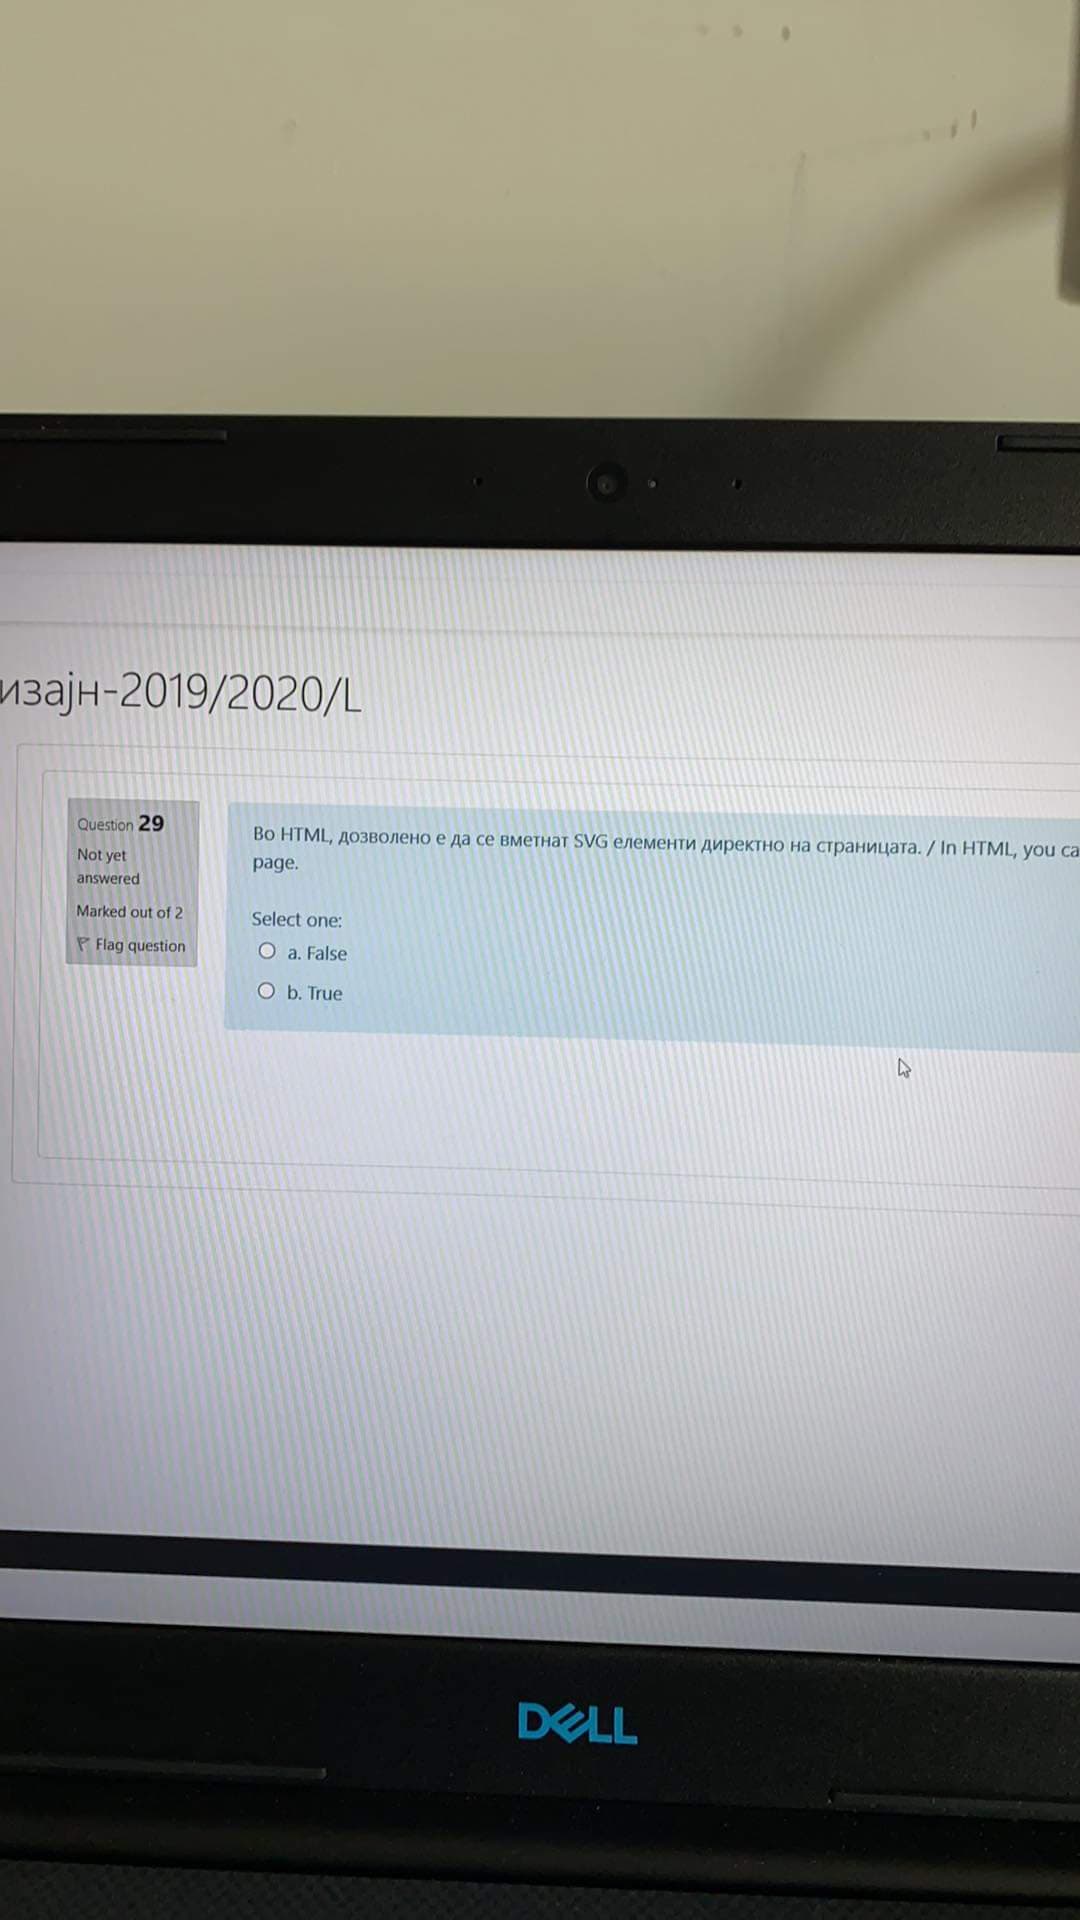 изајн-2019/2020/L
Question 29
Not yet
answered
Marked out of 2
Flag question
Во HTML, дозволено е да се вметнат SVG елементи директно на страницата. / In HTML, you ca
page.
Select one:
a. False
b. True
DELL